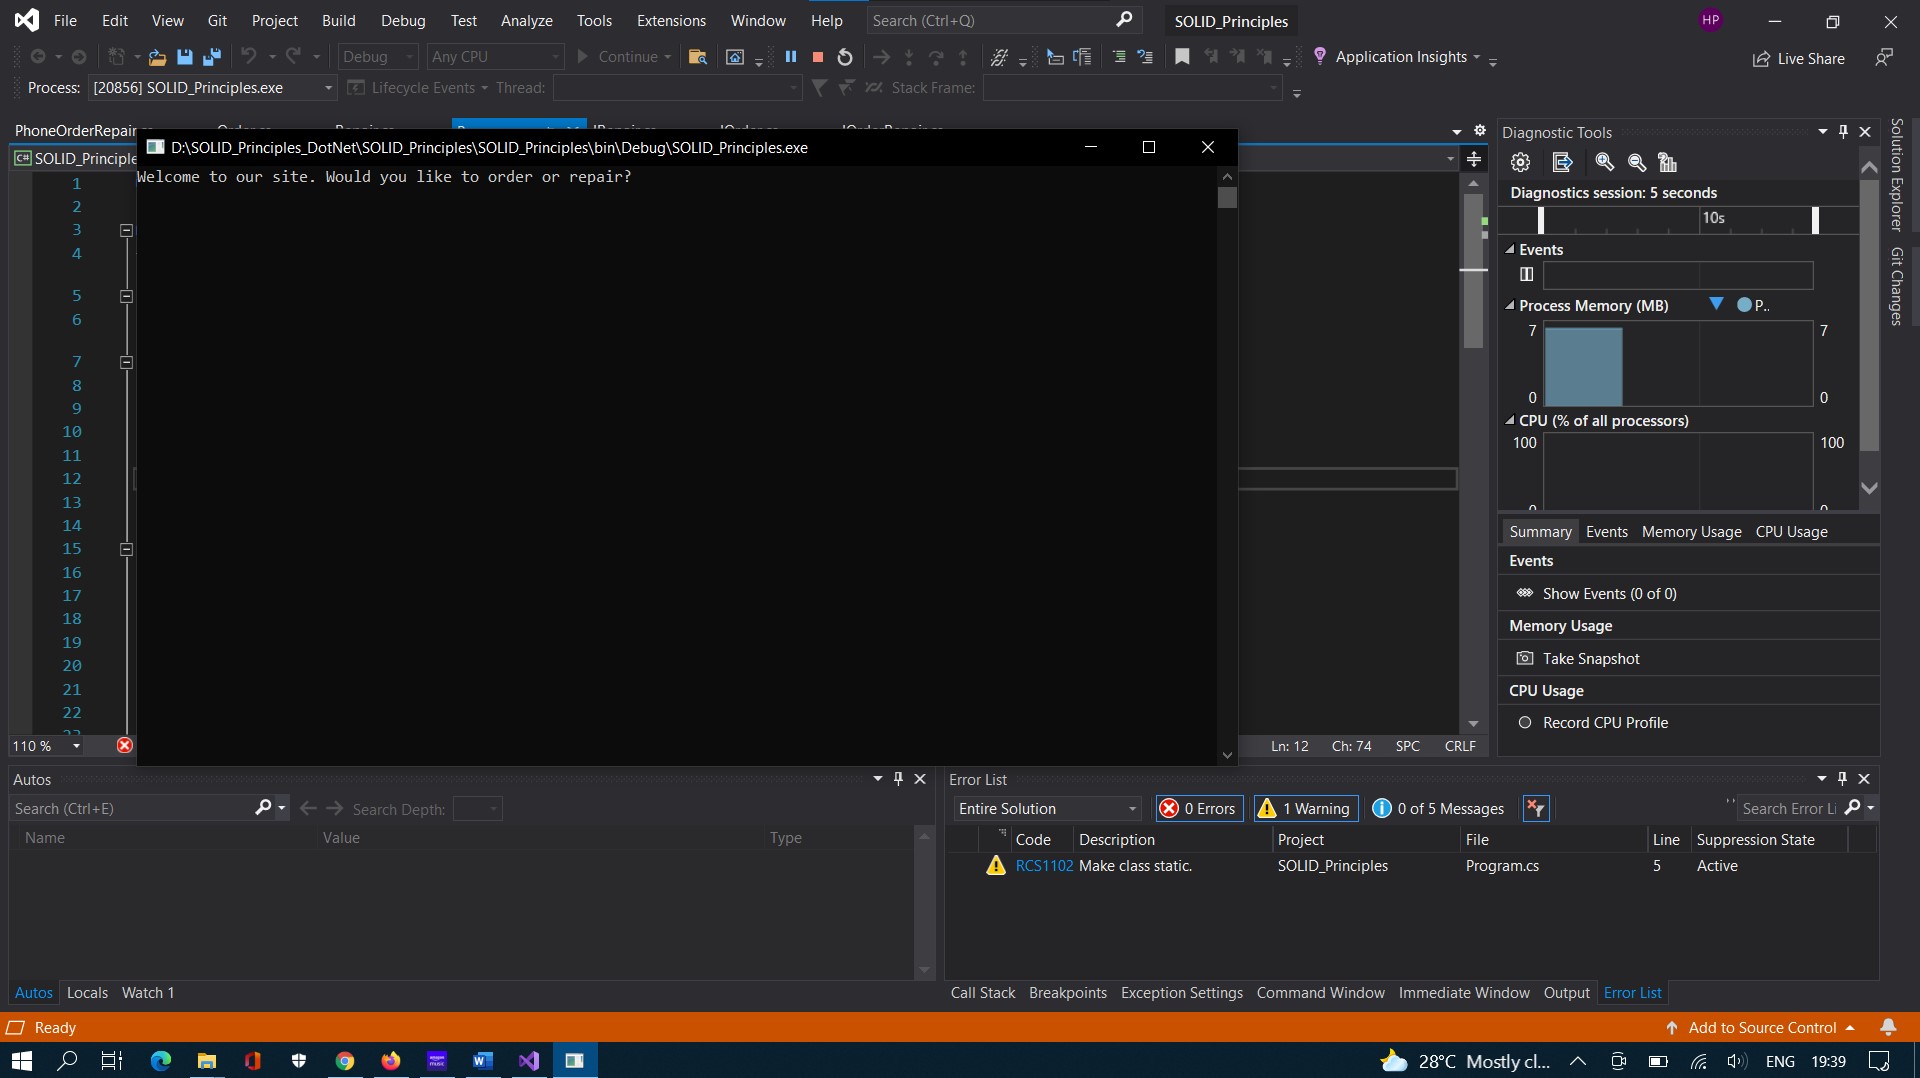 File Edit View Git Project Build Debug Test Analyze Tools Extensions Window Help Search (Ctrl+Q) SOLID_Principles HP
Debug Any CPU Continue Application Insights Live Share
Process: [20856] SOLID_Principles.exe Lifecycle Events Thread: Stack Frame:
PhoneOrderRepair
C# SOLID_Principle
D:\SOLID_Principles_DotNet\SOLID_Principles\SOLID_Principles\bin\Debug\SOLID_Principles.exe
Welcome to our site. Would you like to order or repair?
1
2
3
4
5
6
7
8
9
10
11
12
13
14
15
16
17
18
19
20
21
22
110 %
Ln: 12 Ch: 74 SPC CRLF
Diagnostic Tools
Diagnostics session: 5 seconds
10s
Events
Process Memory (MB) P..
7 7
0 0
CPU (% of all processors)
100 100
0 0
Summary Events Memory Usage CPU Usage
Events
Show Events (0 of 0)
Memory Usage
Take Snapshot
CPU Usage
Record CPU Profile
Solution Explorer
Git Changes
Autos
Search (Ctrl+E) Search Depth:
Name Value Type
Autos Locals Watch 1
Error List
Entire Solution 0 Errors 1 Warning 0 of 5 Messages Search Error Li
Code Description Project File Line Suppression State
RCS1102 Make class static. SOLID_Principles Program.cs 5 Active
Call Stack Breakpoints Exception Settings Command Window Immediate Window Output Error List
Ready Add to Source Control
28°C Mostly cl... ENG 19:39